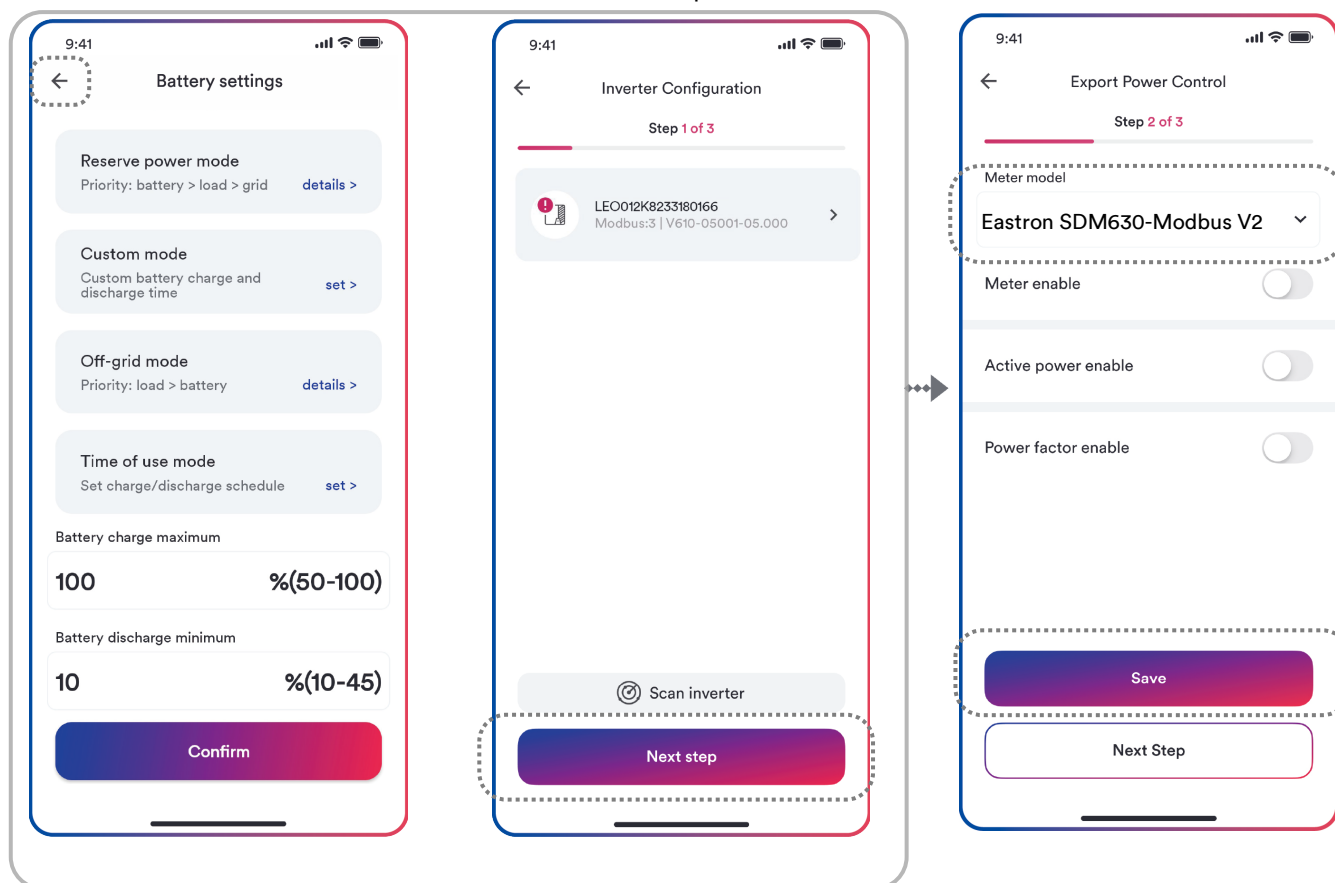 9:41
Battery settings
Reserve power mode
Priority: battery > load > grid details >
Custom mode
Custom battery charge and
discharge time
set >
Off-grid mode
Priority: load > battery details >
Time of use mode
Set charge/discharge schedule set >
Battery charge maximum
100 %(50-100)
Battery discharge minimum
10 %(10-45)
Confirm
9:41
Inverter Configuration
Step 1 of 3
LEO012K8233180166
Modbus:3 | V610-05001-05.000
Scan inverter
Next step
9:41
Export Power Control
Step 2 of 3
Meter model
Eastron SDM630-Modbus V2
Meter enable
Active power enable
Power factor enable
Save
Next Step